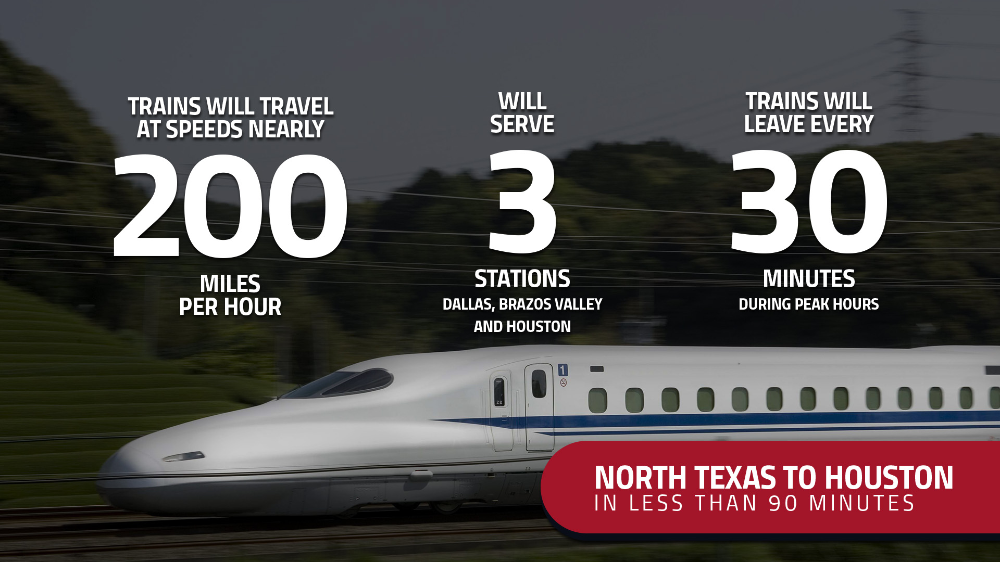 TRAINS WILL TRAVEL
AT SPEEDS NEARLY
200
MILES
PER HOUR
WILL
SERVE
3
STATIONS
DALLAS, BRAZOS VALLEY
AND HOUSTON
TRAINS WILL
LEAVE EVERY
30
MINUTES
DURING PEAK HOURS
1
Z2
Z2
NORTH TEXAS TO HOUSTON
IN LESS THAN 90 MINUTES